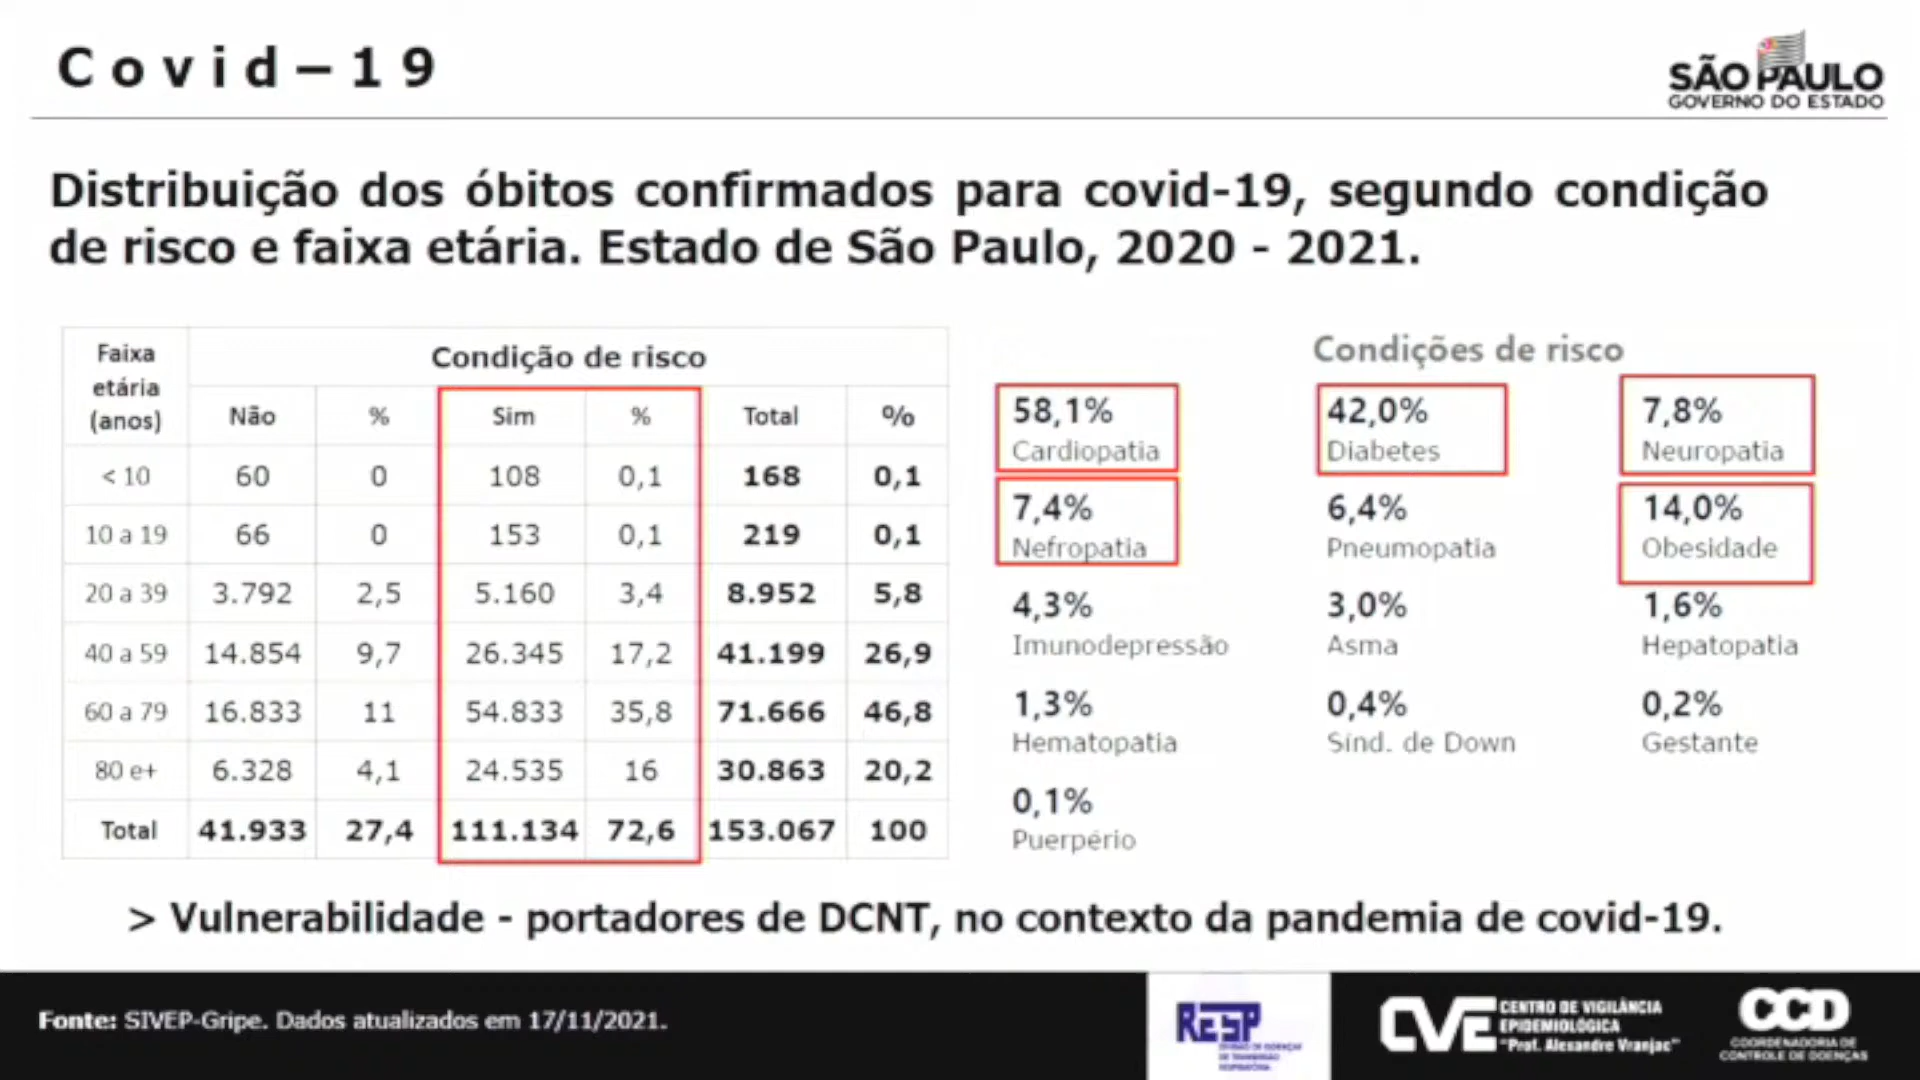 Covid–19
SÃO PAULO
GOVERNO DO ESTADO
Distribuição dos óbitos confirmados para covid-19, segundo condição
de risco e faixa etária. Estado de São Paulo, 2020 - 2021.
Faixa etária (anos) Condição de risco
Não % Sim % Total %
< 10 60 0 108 0,1 168 0,1
10 a 19 66 0 153 0,1 219 0,1
20 a 39 3.792 2,5 5.160 3,4 8.952 5,8
40 a 59 14.854 9,7 26.345 17,2 41.199 26,9
60 a 79 16.833 11 54.833 35,8 71.666 46,8
80 e+ 6.328 4,1 24.535 16 30.863 20,2
Total 41.933 27,4 111.134 72,6 153.067 100
Condições de risco
58,1% 42,0% 7,8%
Cardiopatia Diabetes Neuropatia
7,4% 6,4% 14,0%
Nefropatia Pneumopatia Obesidade
4,3% 3,0% 1,6%
Imunodepressão Asma Hepatopatia
1,3% 0,4% 0,2%
Hematopatia Sínd. de Down Gestante
0,1%
Puerpério
> Vulnerabilidade - portadores de DCNT, no contexto da pandemia de covid-19.
Fonte: SIVEP-Gripe. Dados atualizados em 17/11/2021.
RESP
DIVISÃO DE DOENÇAS
DE TRANSMISSÃO
RESPIRATÓRIA
CVE
CENTRO DE VIGILÂNCIA
EPIDEMIOLÓGICA
"Prof. Alexandre Vranjac"
CCD
COORDENADORIA DE
CONTROLE DE DOENÇAS